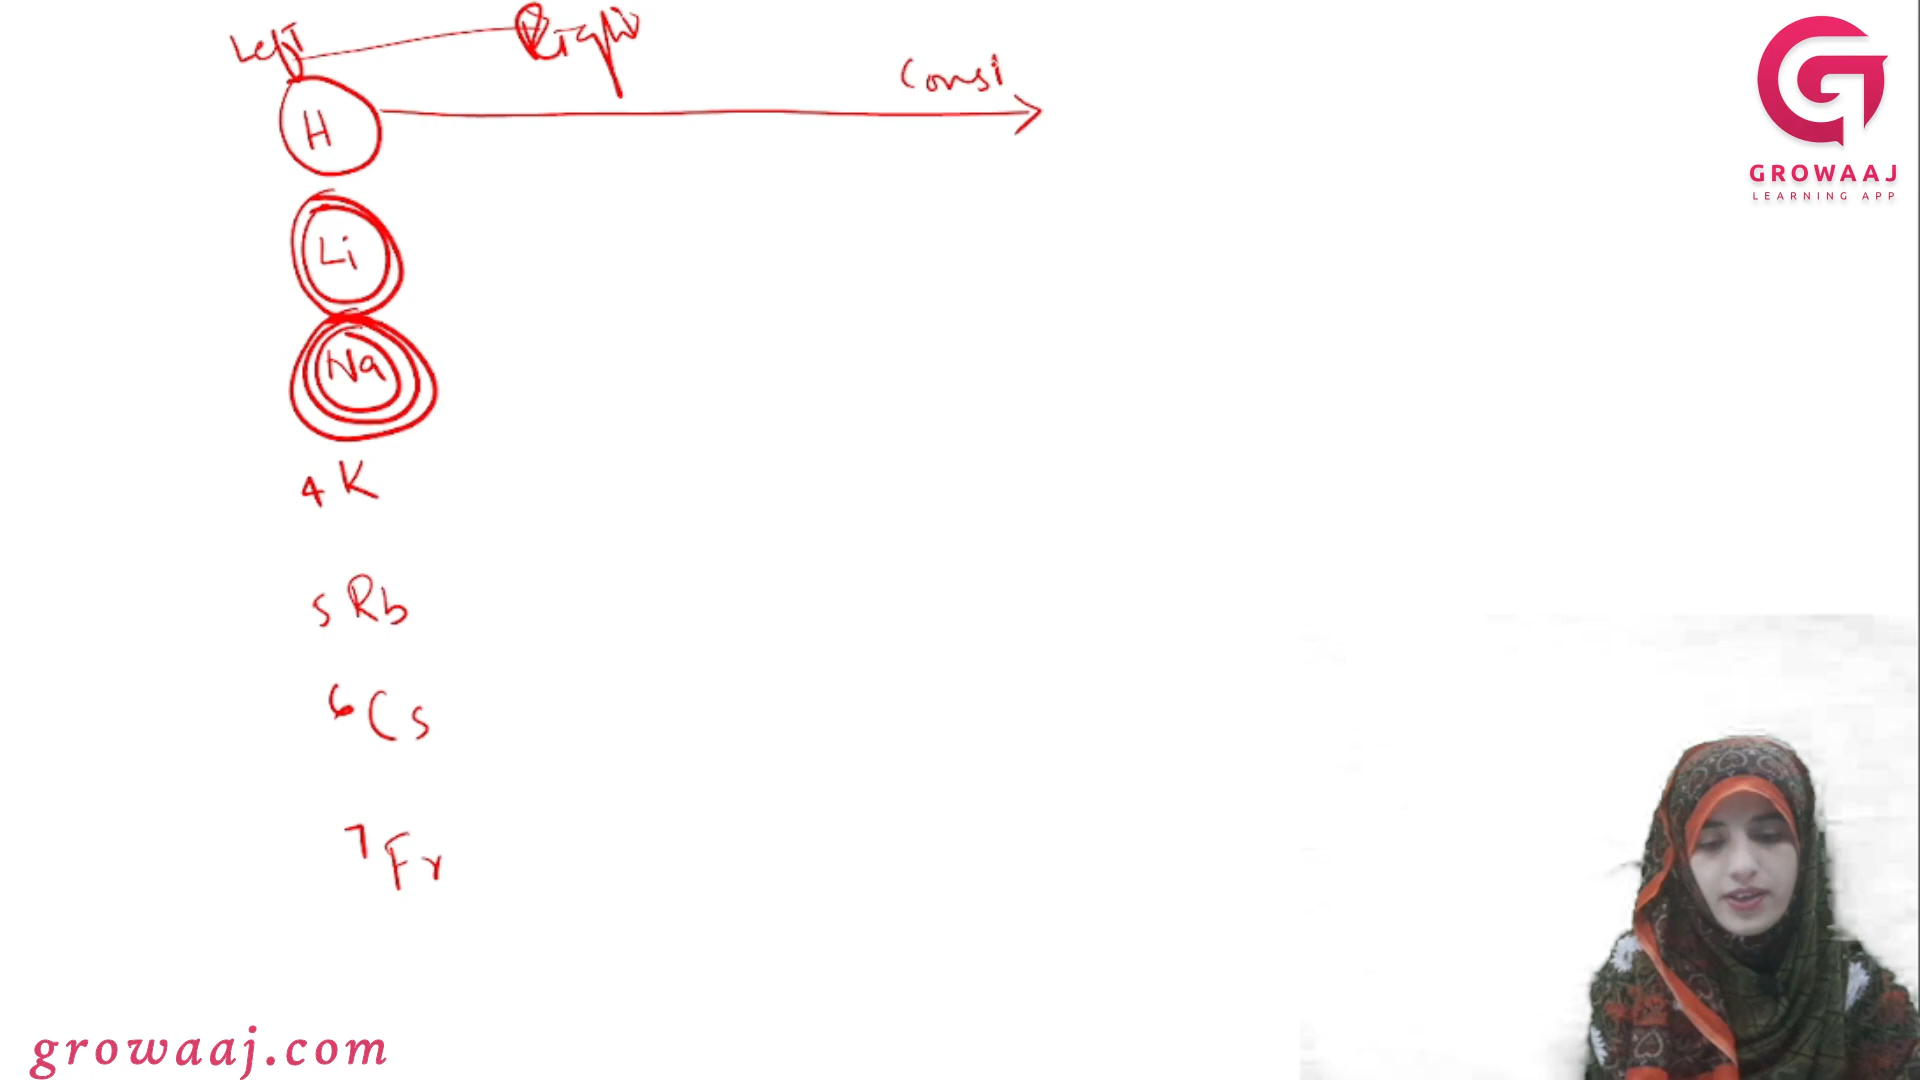 Left Right
Consi
H
Li
Na
4 K
5 Rb
6 Cs
7 Fr
GROWAAJ
LEARNING APP
growaaj.com